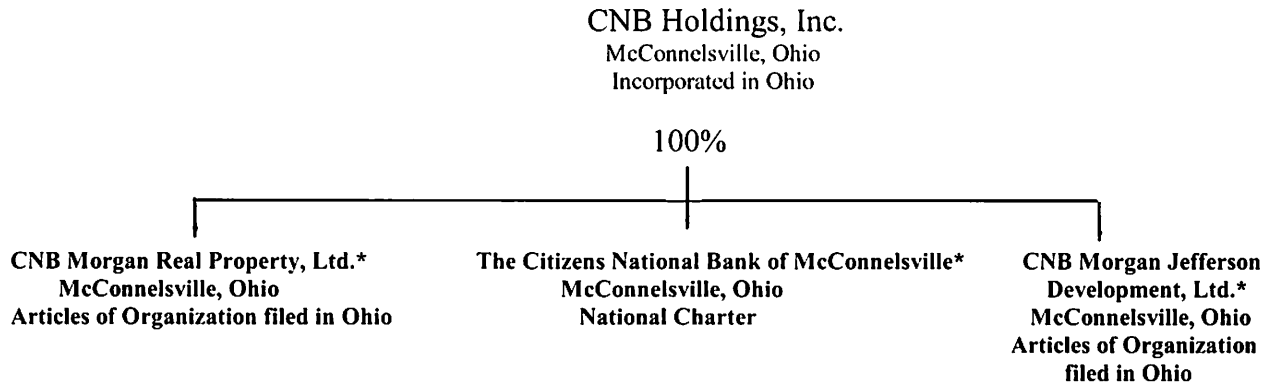 CNB Holdings, Inc.
McConnelsville, Ohio
Incorporated in Ohio
100%
CNB Morgan Real Property, Ltd.*
McConnelsville, Ohio
Articles of Organization filed in Ohio
The Citizens National Bank of McConnelsville*
McConnelsville, Ohio
National Charter
CNB Morgan Jefferson
Development, Ltd.*
McConnelsville, Ohio
Articles of Organization
filed in Ohio